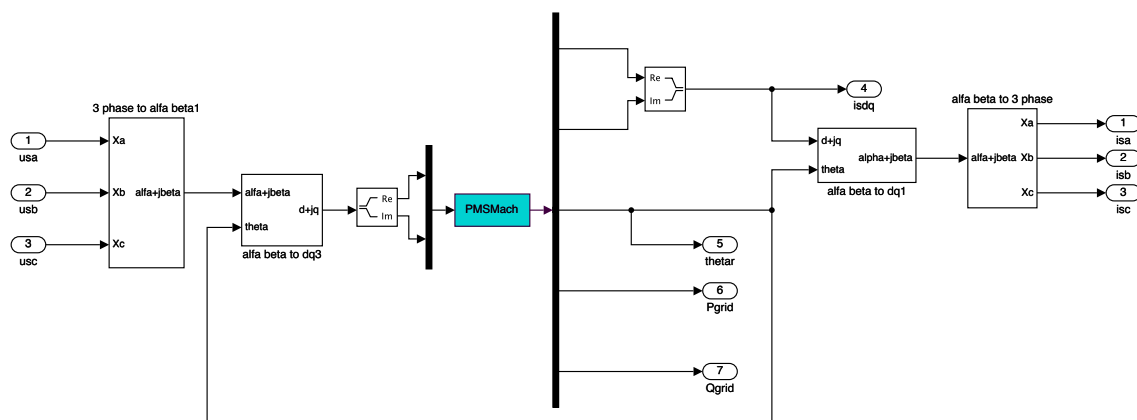 3 phase to alfa beta1
1
usa
2
usb
3
usc
Xa
Xb
Xc
alfa+jbeta
alfa+jbeta
theta
d+jq
alfa beta to dq3
Re
Im
PMSMach
Re
Im
4
isdq
5
thetar
6
Pgrid
7
Qgrid
d+jq
theta
alpha+jbeta
alfa beta to dq1
alfa beta to 3 phase
alfa+jbeta
Xa
Xb
Xc
1
isa
2
isb
3
isc